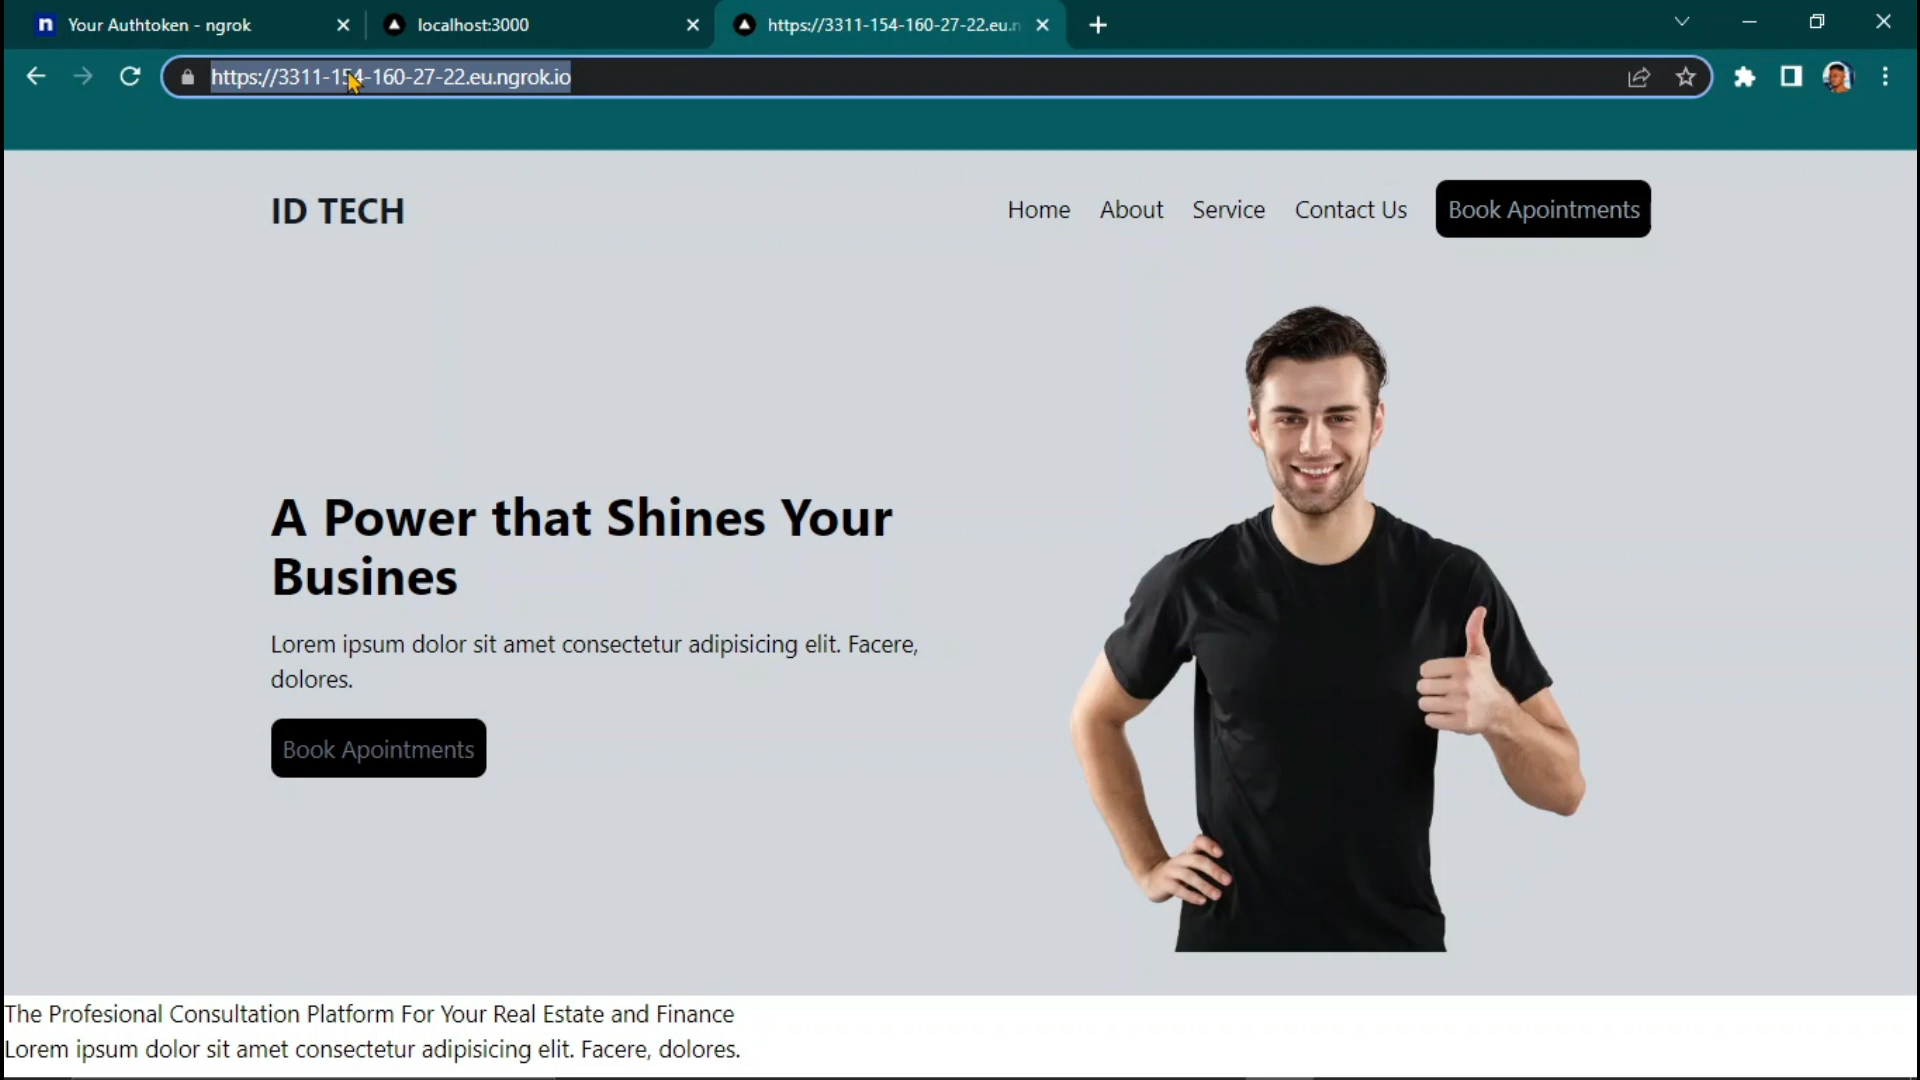 Your Authtoken - ngrok
localhost:3000
https://3311-154-160-27-22.eu.n
https://3311-154-160-27-22.eu.ngrok.io
ID TECH
Home
About
Service
Contact Us
Book Apointments
A Power that Shines Your
Busines
Lorem ipsum dolor sit amet consectetur adipisicing elit. Facere,
dolores.
Book Apointments
The Profesional Consultation Platform For Your Real Estate and Finance
Lorem ipsum dolor sit amet consectetur adipisicing elit. Facere, dolores.